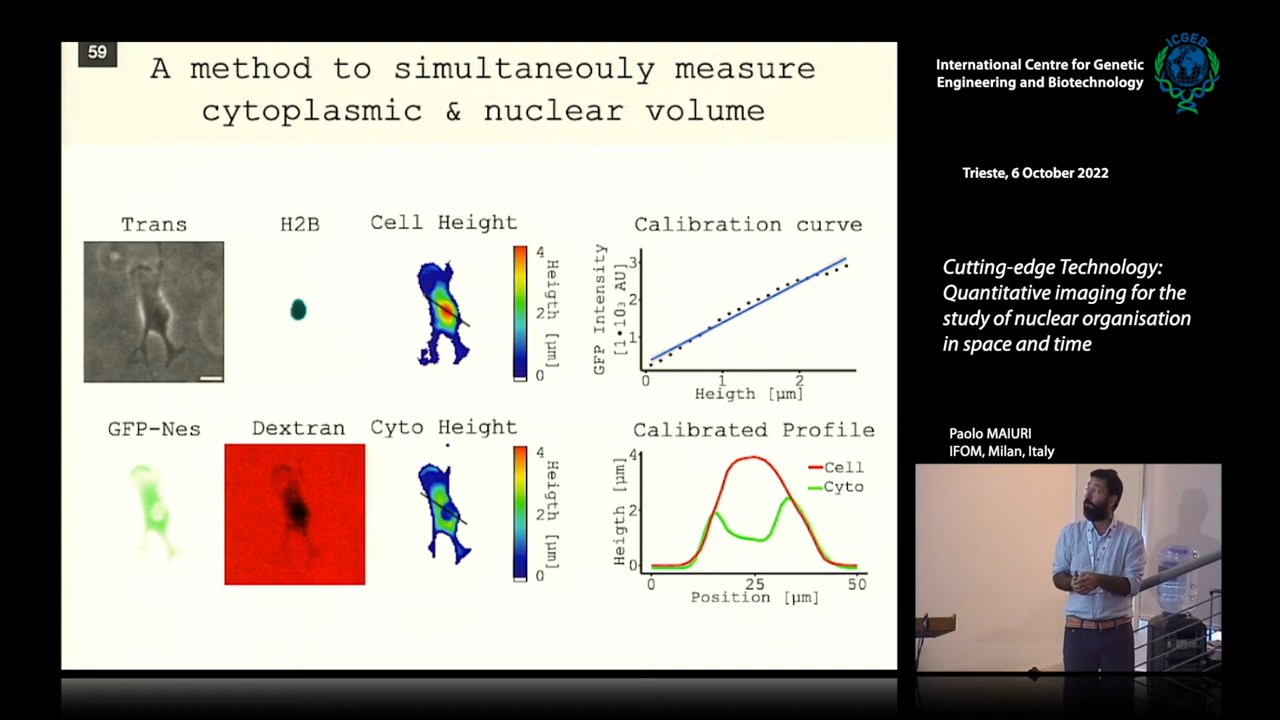 59
A method to simultaneouly measure
cytoplasmic & nuclear volume
Trans
H2B
Cell Height
4
2
0
Heigth [µm]
Calibration curve
GFP Intensity
[1•10³ AU]
3
2
1
0
1
2
Heigth [µm]
GFP-Nes
Dextran
Cyto Height
4
2
0
Heigth [µm]
Calibrated Profile
Heigth [µm]
4
2
0
Cell
Cyto
0
25
50
Position [µm]
International Centre for Genetic
Engineering and Biotechnology
ICGEB
Trieste, 6 October 2022
Cutting-edge Technology:
Quantitative imaging for the
study of nuclear organisation
in space and time
Paolo MAIURI
IFOM, Milan, Italy